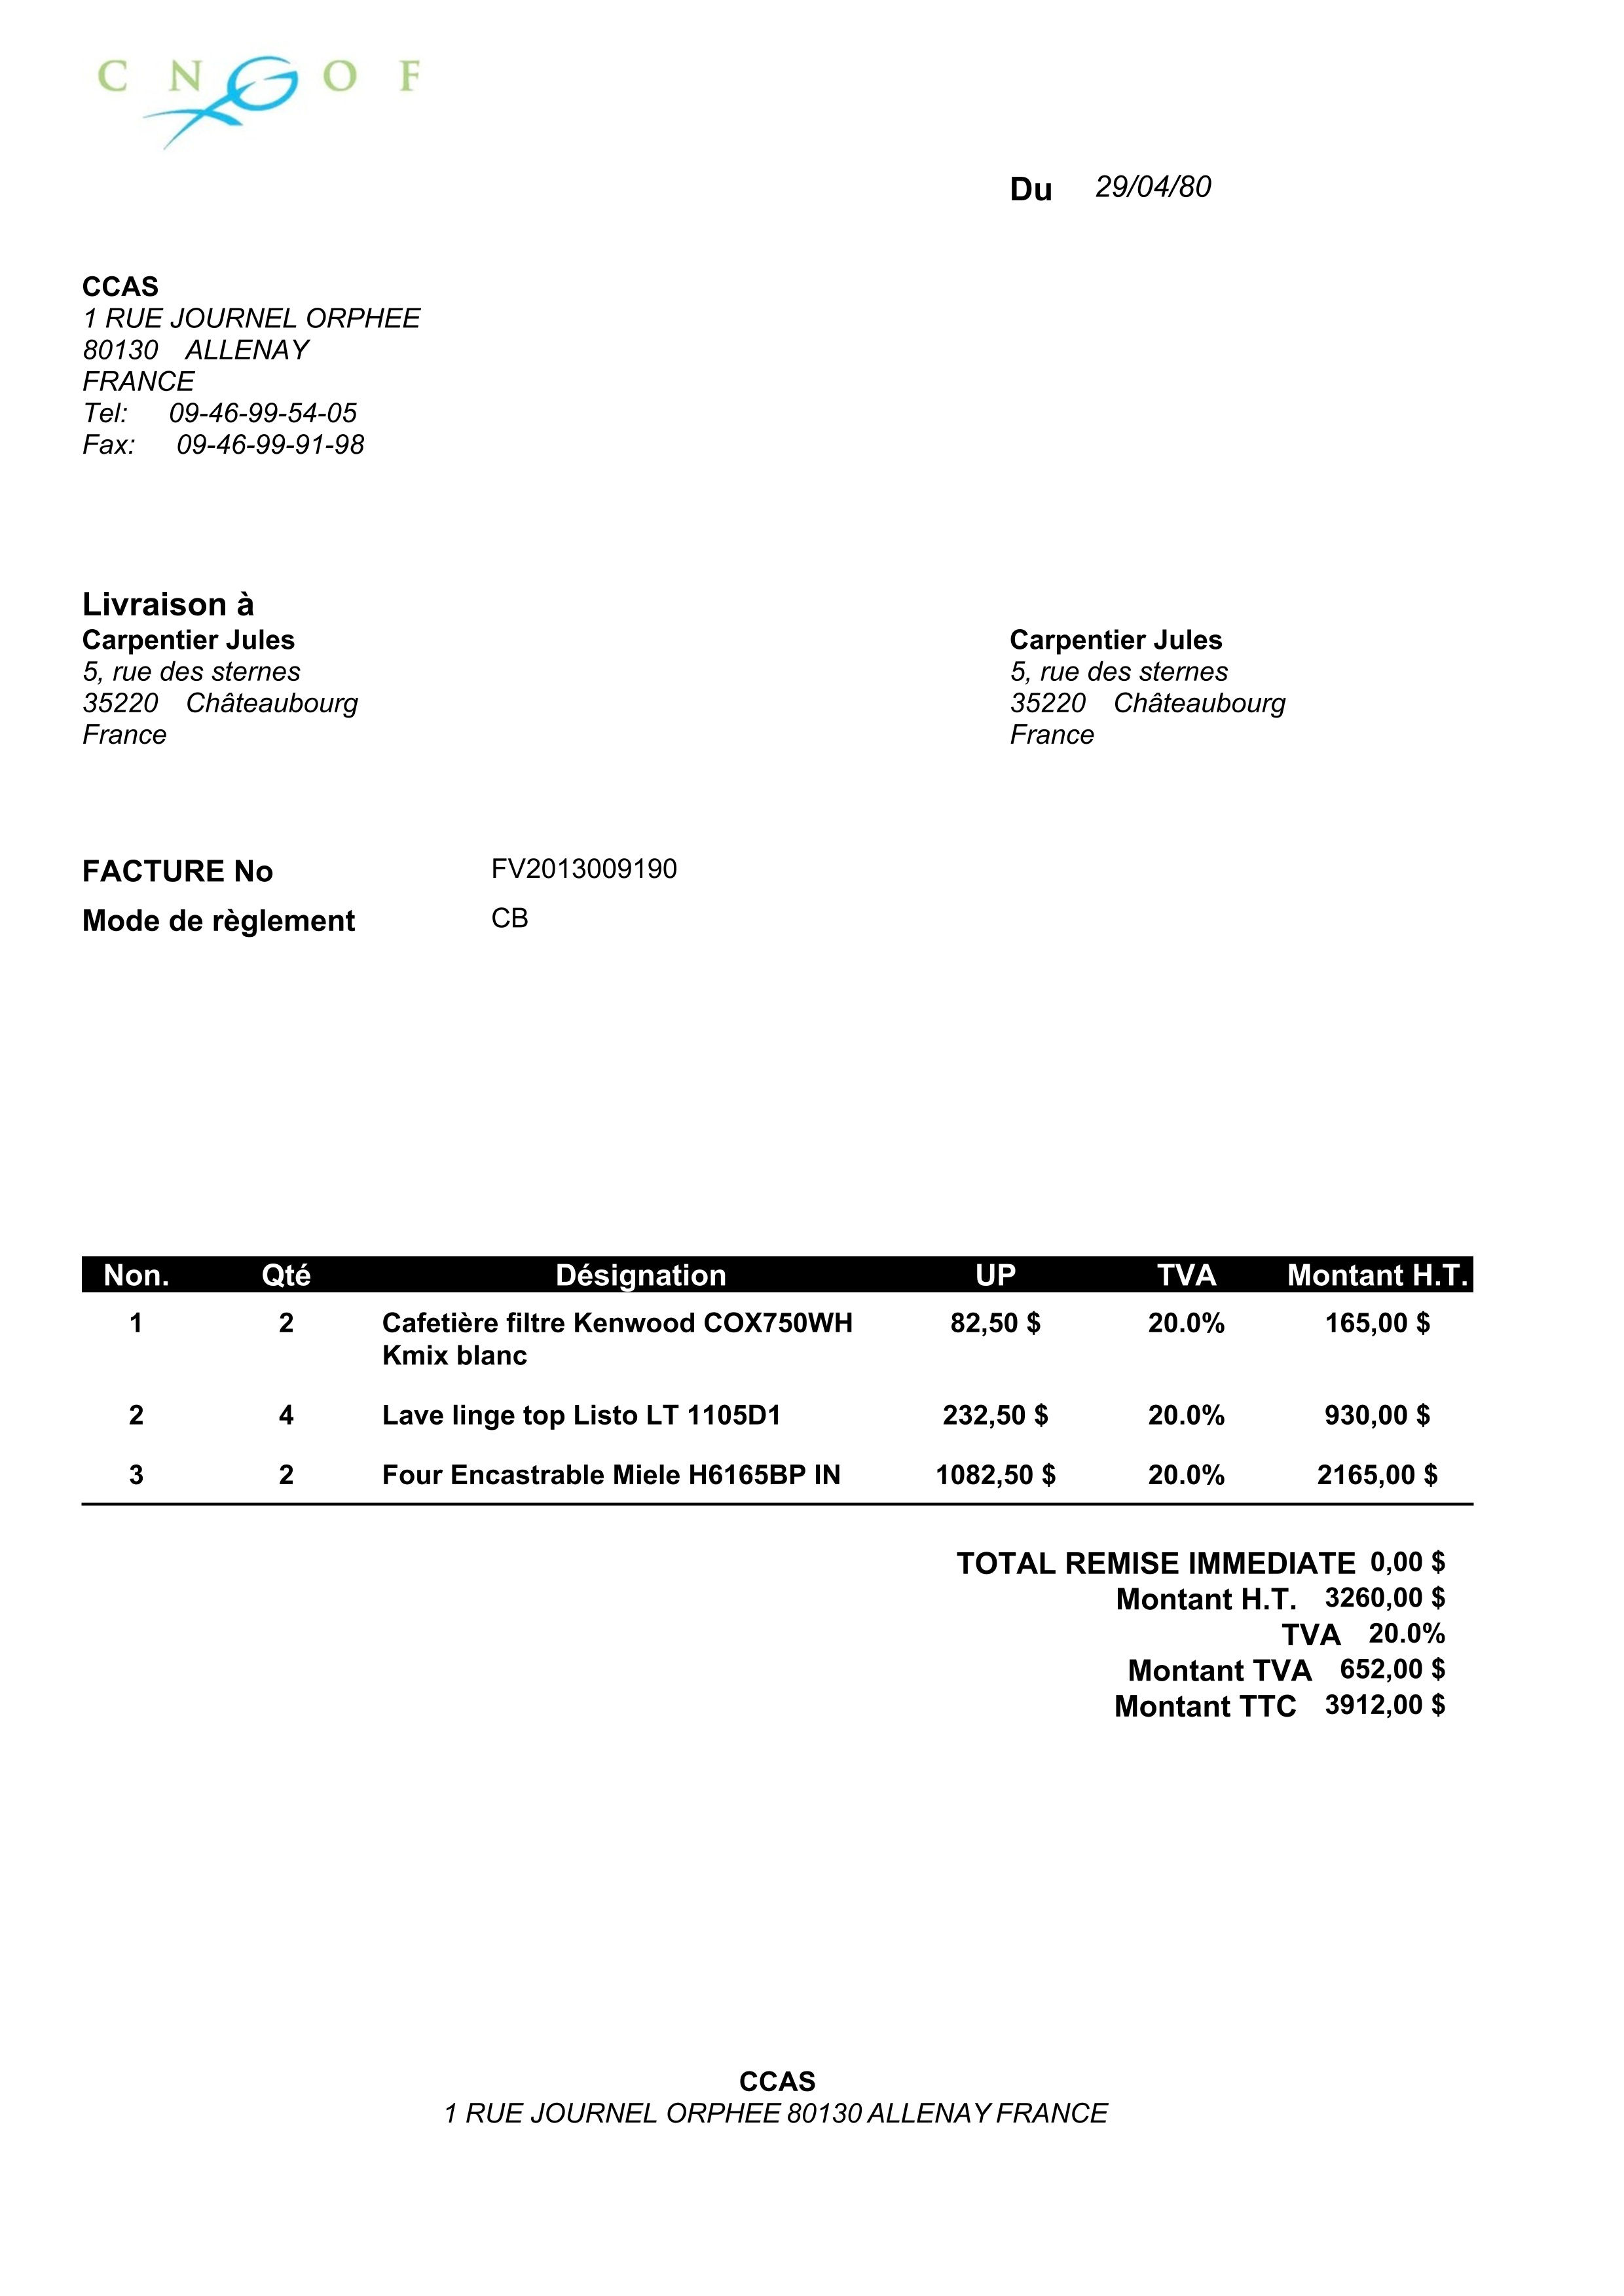 C N G O F
Du 29/04/80
CCAS
1 RUE JOURNEL ORPHEE
80130 ALLENAY
FRANCE
Tel: 09-46-99-54-05
Fax: 09-46-99-91-98
Livraison à
Carpentier Jules Carpentier Jules
5, rue des sternes 5, rue des sternes
35220 Châteaubourg 35220 Châteaubourg
France France
FACTURE No FV2013009190
Mode de règlement CB
Non. Qté Désignation UP TVA Montant H.T.
1 2 Cafetière filtre Kenwood COX750WH 82,50 $ 20.0% 165,00 $
Kmix blanc
2 4 Lave linge top Listo LT 1105D1 232,50 $ 20.0% 930,00 $
3 2 Four Encastrable Miele H6165BP IN 1082,50 $ 20.0% 2165,00 $
TOTAL REMISE IMMEDIATE 0,00 $
Montant H.T. 3260,00 $
TVA 20.0%
Montant TVA 652,00 $
Montant TTC 3912,00 $
CCAS
1 RUE JOURNEL ORPHEE 80130 ALLENAY FRANCE